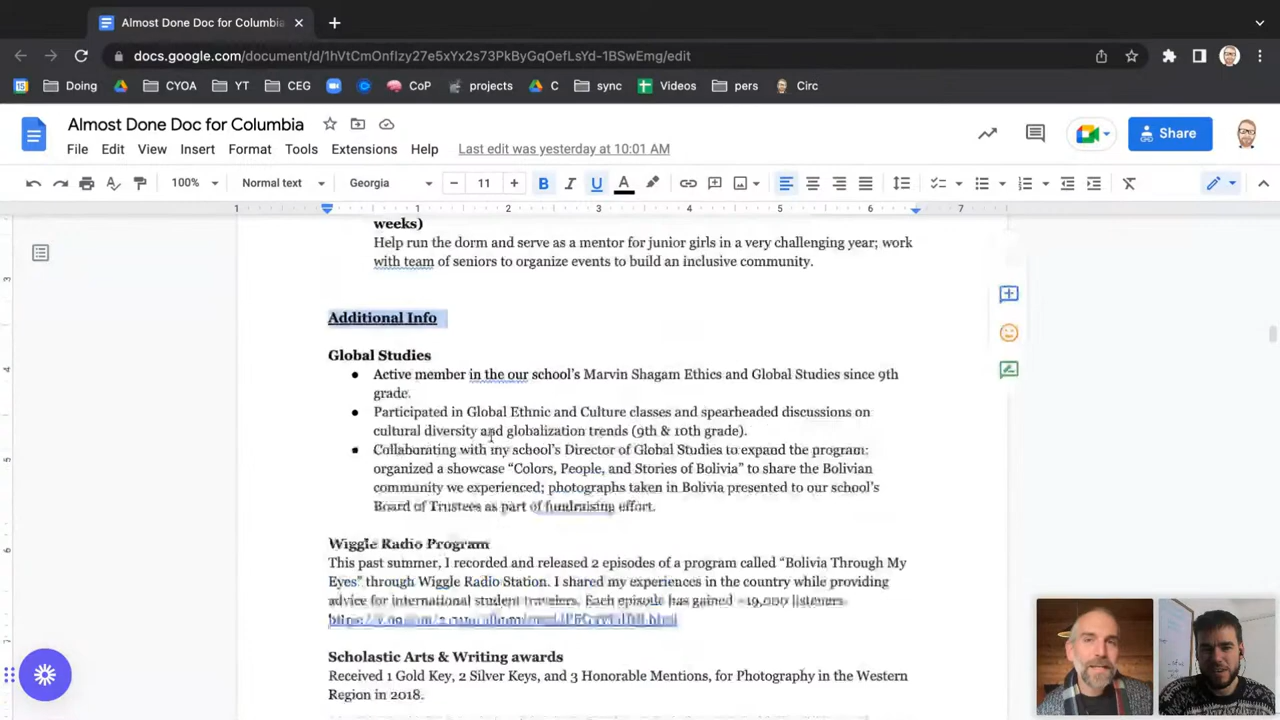 Almost Done Doc for Columbia
docs.google.com/document/d/1hVtCmOnfIzy27e5xYx2s73PkByGqOefLsYd-1BSwEmg/edit
Doing CYOA YT CEG CoP projects C sync Videos pers Circ
Almost Done Doc for Columbia
Share
File Edit View Insert Format Tools Extensions Help Last edit was yesterday at 10:01 AM
100% Normal text Georgia 11
1 1 2 3 4 5 6 7
weeks)
Help run the dorm and serve as a mentor for junior girls in a very challenging year; work
with team of seniors to organize events to build an inclusive community.
Additional Info
Global Studies
Active member in the our school's Marvin Shagam Ethics and Global Studies since 9th
grade.
Participated in Global Ethnic and Culture classes and spearheaded discussions on
cultural diversity and globalization trends (9th & 10th grade).
Collaborating with my school's Director of Global Studies to expand the program:
organized a showcase "Colors, People, and Stories of Bolivia" to share the Bolivian
community we experienced; photographs taken in Bolivia presented to our school's
Board of Trustees as part of fundraising effort.
Wiggle Radio Program
This past summer, I recorded and released 2 episodes of a program called "Bolivia Through My
Eyes" through Wiggle Radio Station. I shared my experiences in the country while providing
advice for international student travelers. Each episode has gained ~19,000 listeners
Scholastic Arts & Writing awards
Received 1 Gold Key, 2 Silver Keys, and 3 Honorable Mentions, for Photography in the Western
Region in 2018.